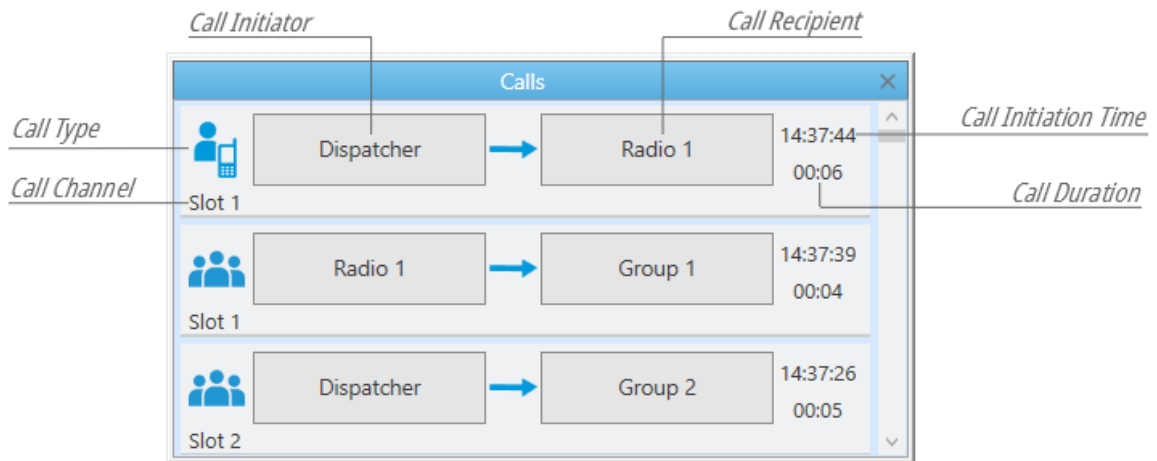 Call Initiator
Call Recipient
Calls
Call Type
Dispatcher
Radio 1
14:37:44
Call Initiation Time
00:06
Call Channel
Slot 1
Call Duration
Radio 1
Group 1
14:37:39
00:04
Slot 1
Dispatcher
Group 2
14:37:26
00:05
Slot 2